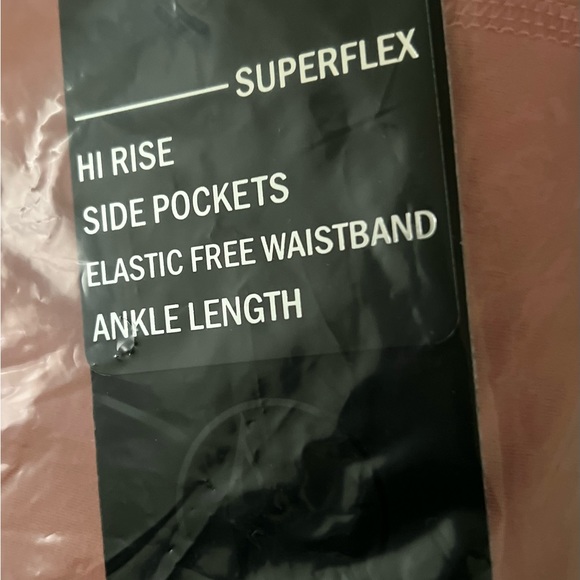 SUPERFLEX
HI RISE
SIDE POCKETS
ELASTIC FREE WAISTBAND
ANKLE LENGTH